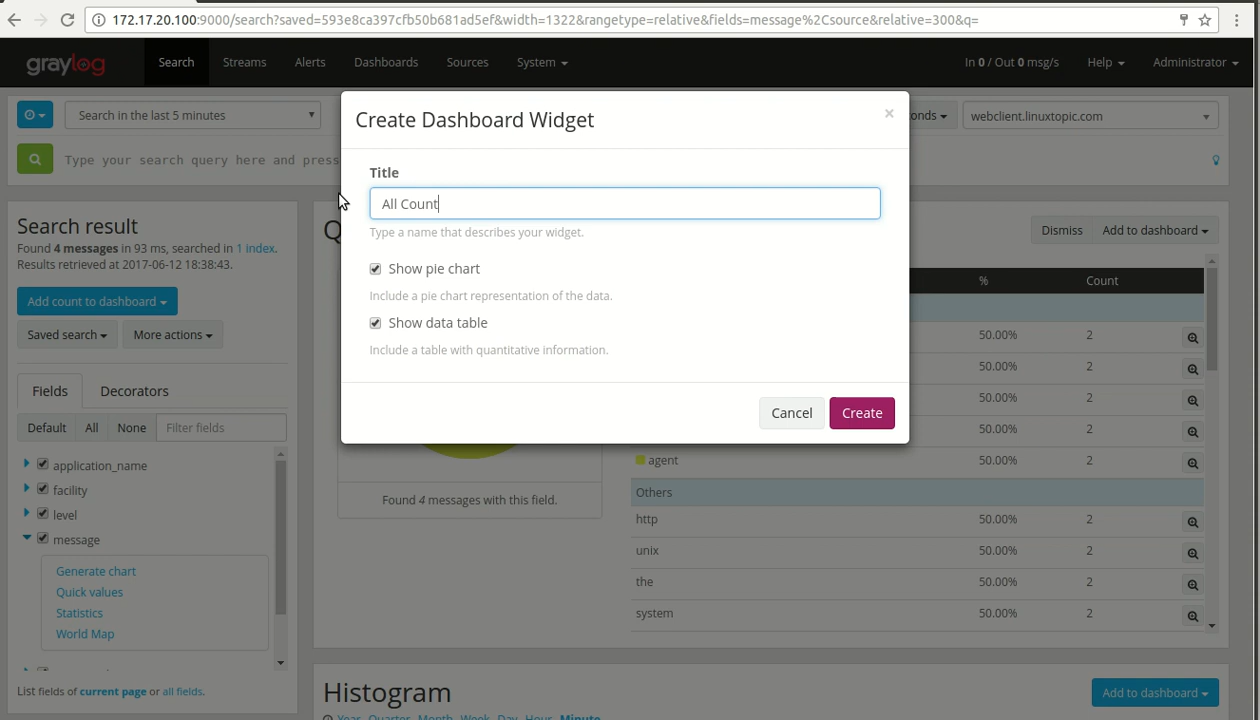 172.17.20.100:9000/search?saved=593e8ca397cfb50b681ad5ef&width=1322&rangetype=relative&fields=message%2Csource&relative=300&q=
graylog Search Streams Alerts Dashboards Sources System In 0 / Out 0 msg/s Help Administrator
Search in the last 5 minutes
onds
webclient.linuxtopic.com
Type your search query here and press
Create Dashboard Widget
×
Title
All Count
Type a name that describes your widget.
Show pie chart
Include a pie chart representation of the data.
Show data table
Include a table with quantitative information.
Cancel Create
Search result
Found 4 messages in 93 ms, searched in 1 index.
Results retrieved at 2017-06-12 18:38:43.
Add count to dashboard
Saved search More actions
Fields Decorators
Default All None Filter fields
application_name
facility
level
message
Generate chart
Quick values
Statistics
World Map
List fields of current page or all fields.
Q
Dismiss Add to dashboard
% Count
50.00% 2
50.00% 2
50.00% 2
50.00% 2
agent 50.00% 2
Others
http 50.00% 2
unix 50.00% 2
the 50.00% 2
system 50.00% 2
Found 4 messages with this field.
Histogram
Add to dashboard
Year, Quarter, Month, Week, Day, Hour, Minute